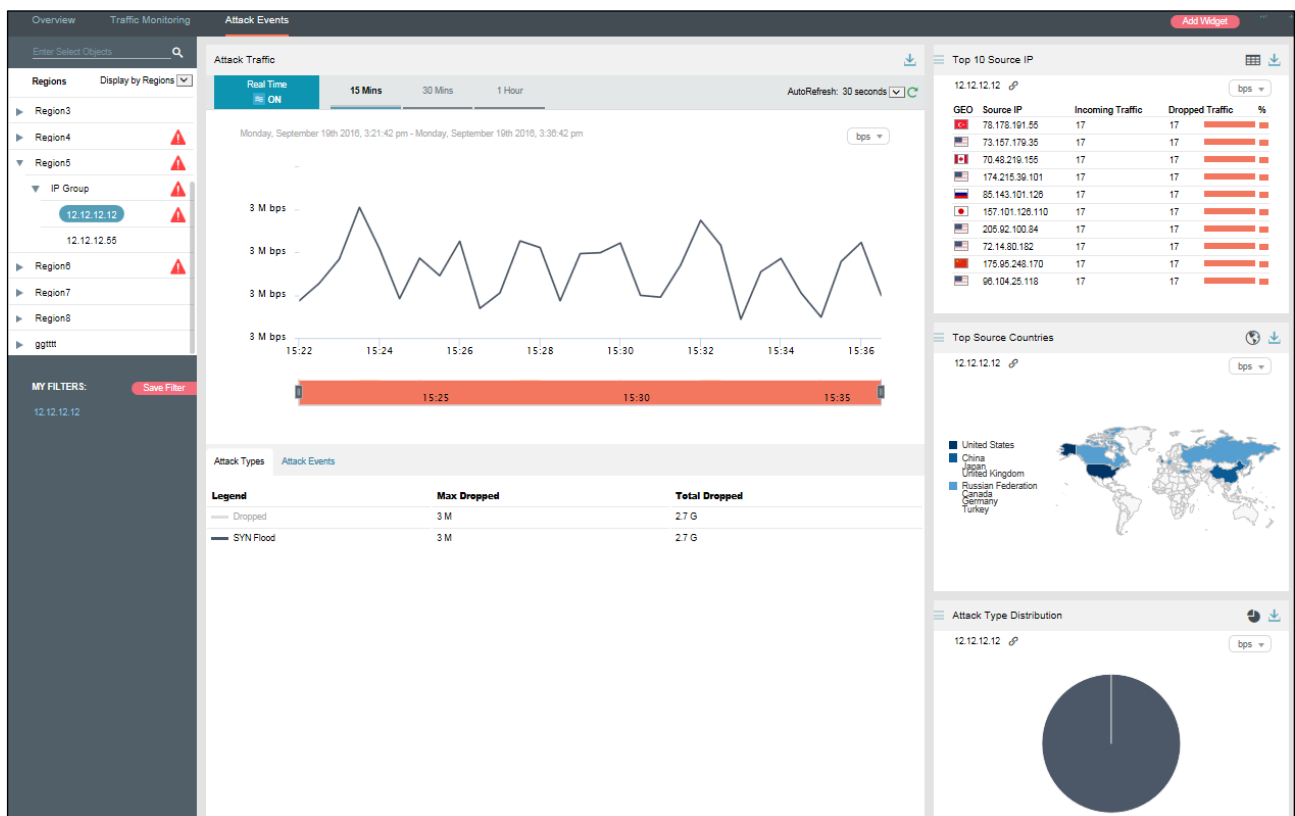 Overview Traffic Monitoring Attack Events Add Widget
Enter Select Objects
Regions Display by Regions
Region3
Region4
Region5
IP Group
12.12.12.12
12.12.12.55
Region6
Region7
Region8
ggtttt
MY FILTERS: Save Filter
12.12.12.12
Attack Traffic
Real Time
ON
15 Mins 30 Mins 1 Hour AutoRefresh: 30 seconds
Monday, September 19th 2016, 3:21:42 pm - Monday, September 19th 2016, 3:36:42 pm bps
3 M bps
3 M bps
3 M bps
3 M bps
15:22 15:24 15:26 15:28 15:30 15:32 15:34 15:36
15:25 15:30 15:35
Attack Types Attack Events
Legend Max Dropped Total Dropped
Dropped 3 M 2.7 G
SYN Flood 3 M 2.7 G
Top 10 Source IP
12.12.12.12 bps
GEO Source IP Incoming Traffic Dropped Traffic %
78.178.191.55 17 17
73.157.179.35 17 17
70.48.219.155 17 17
174.215.39.101 17 17
85.143.101.126 17 17
157.101.126.110 17 17
205.92.100.84 17 17
72.14.80.182 17 17
175.95.248.170 17 17
96.104.25.118 17 17
Top Source Countries
12.12.12.12 bps
United States
China
Japan
United Kingdom
Russian Federation
Canada
Germany
Turkey
Attack Type Distribution
12.12.12.12 bps